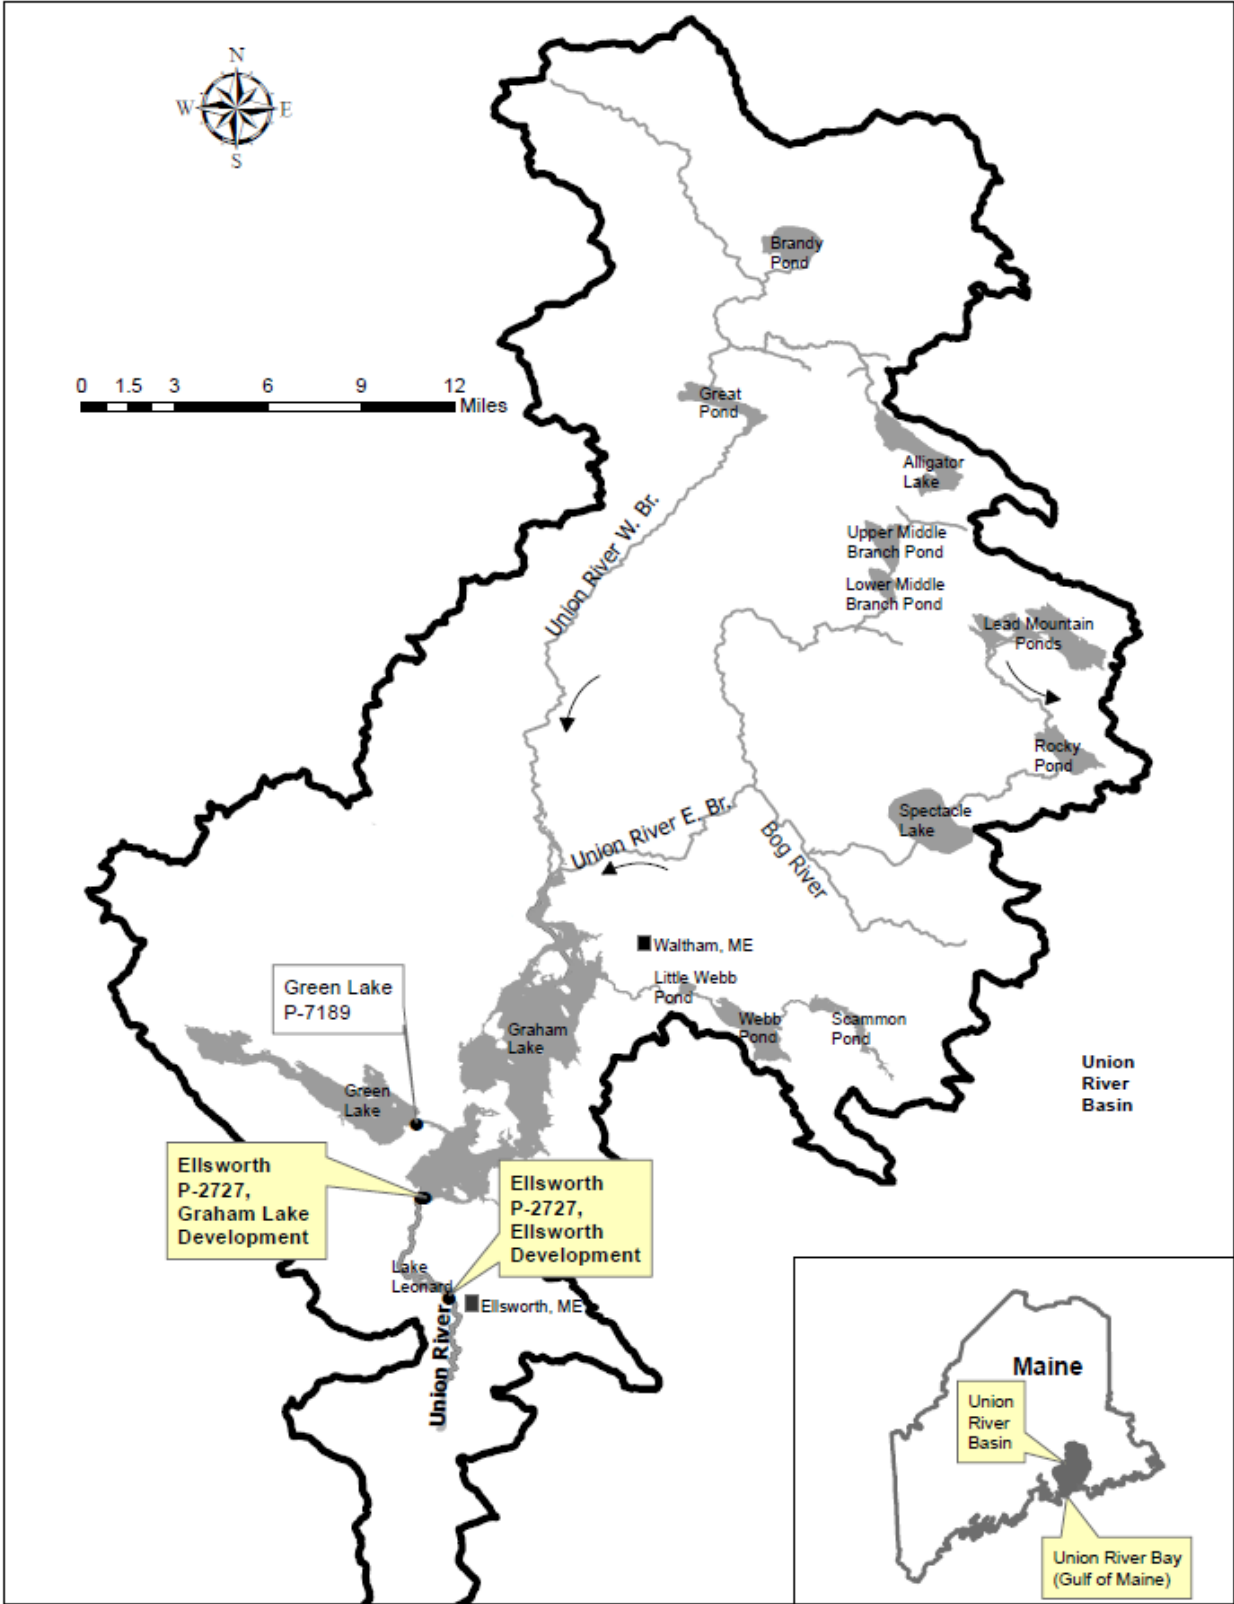 N
W
E
S
Brandy
Pond
0 1.5 3 6 9 12
Miles
Great
Pond
Alligator
Lake
Union River W. Br.
Upper Middle
Branch Pond
Lower Middle
Branch Pond
Lead Mountain
Ponds
Rocky
Pond
Spectacle
Lake
Union River E. Br.
Bog River
Waltham, ME
Little Webb
Pond
Green Lake
P-7189
Graham
Lake
Webb
Pond
Scammon
Pond
Union
River
Basin
Green
Lake
Ellsworth
P-2727,
Graham Lake
Development
Ellsworth
P-2727,
Ellsworth
Development
Lake
Leonard
Ellsworth, ME
Union River
Maine
Union
River
Basin
Union River Bay
(Gulf of Maine)